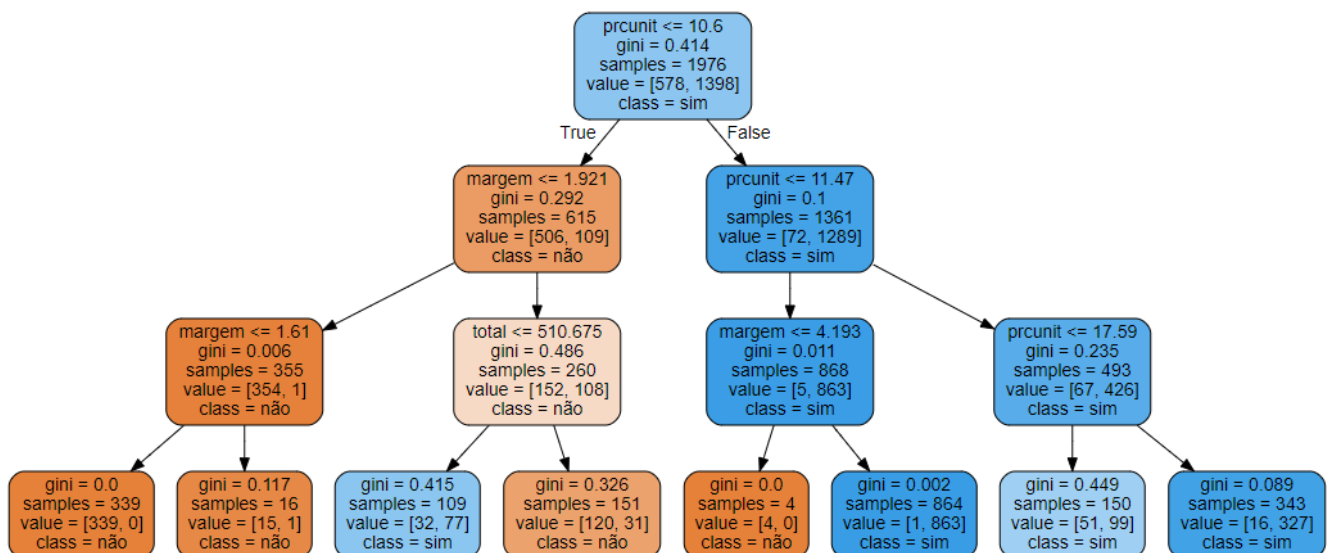 prcunit <= 10.6
gini = 0.414
samples = 1976
value = [578, 1398]
class = sim
True
False
margem <= 1.921
gini = 0.292
samples = 615
value = [506, 109]
class = não
prcunit <= 11.47
gini = 0.1
samples = 1361
value = [72, 1289]
class = sim
margem <= 1.61
gini = 0.006
samples = 355
value = [354, 1]
class = não
total <= 510.675
gini = 0.486
samples = 260
value = [152, 108]
class = não
margem <= 4.193
gini = 0.011
samples = 868
value = [5, 863]
class = sim
prcunit <= 17.59
gini = 0.235
samples = 493
value = [67, 426]
class = sim
gini = 0.0
samples = 339
value = [339, 0]
class = não
gini = 0.117
samples = 16
value = [15, 1]
class = não
gini = 0.415
samples = 109
value = [32, 77]
class = sim
gini = 0.326
samples = 151
value = [120, 31]
class = não
gini = 0.0
samples = 4
value = [4, 0]
class = não
gini = 0.002
samples = 864
value = [1, 863]
class = sim
gini = 0.449
samples = 150
value = [51, 99]
class = sim
gini = 0.089
samples = 343
value = [16, 327]
class = sim